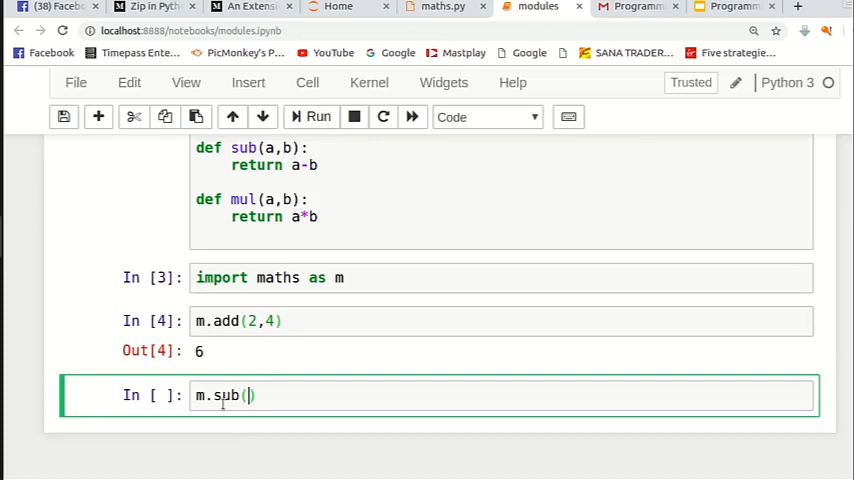 (38) Faceb
Zip in Pyth
An Extensi
Home
maths.py
modules
Programm
Programm
localhost:8888/notebooks/modules.ipynb
Facebook
Timepass Ente...
PicMonkey's P...
YouTube
Google
Mastplay
Google
SANA TRADER...
Five strategie...
File Edit View Insert Cell Kernel Widgets Help
Trusted
Python 3
Run
Code
def sub(a,b):
return a-b
def mul(a,b):
return a*b
In [3]: import maths as m
In [4]: m.add(2,4)
Out[4]: 6
In [ ]: m.sub()